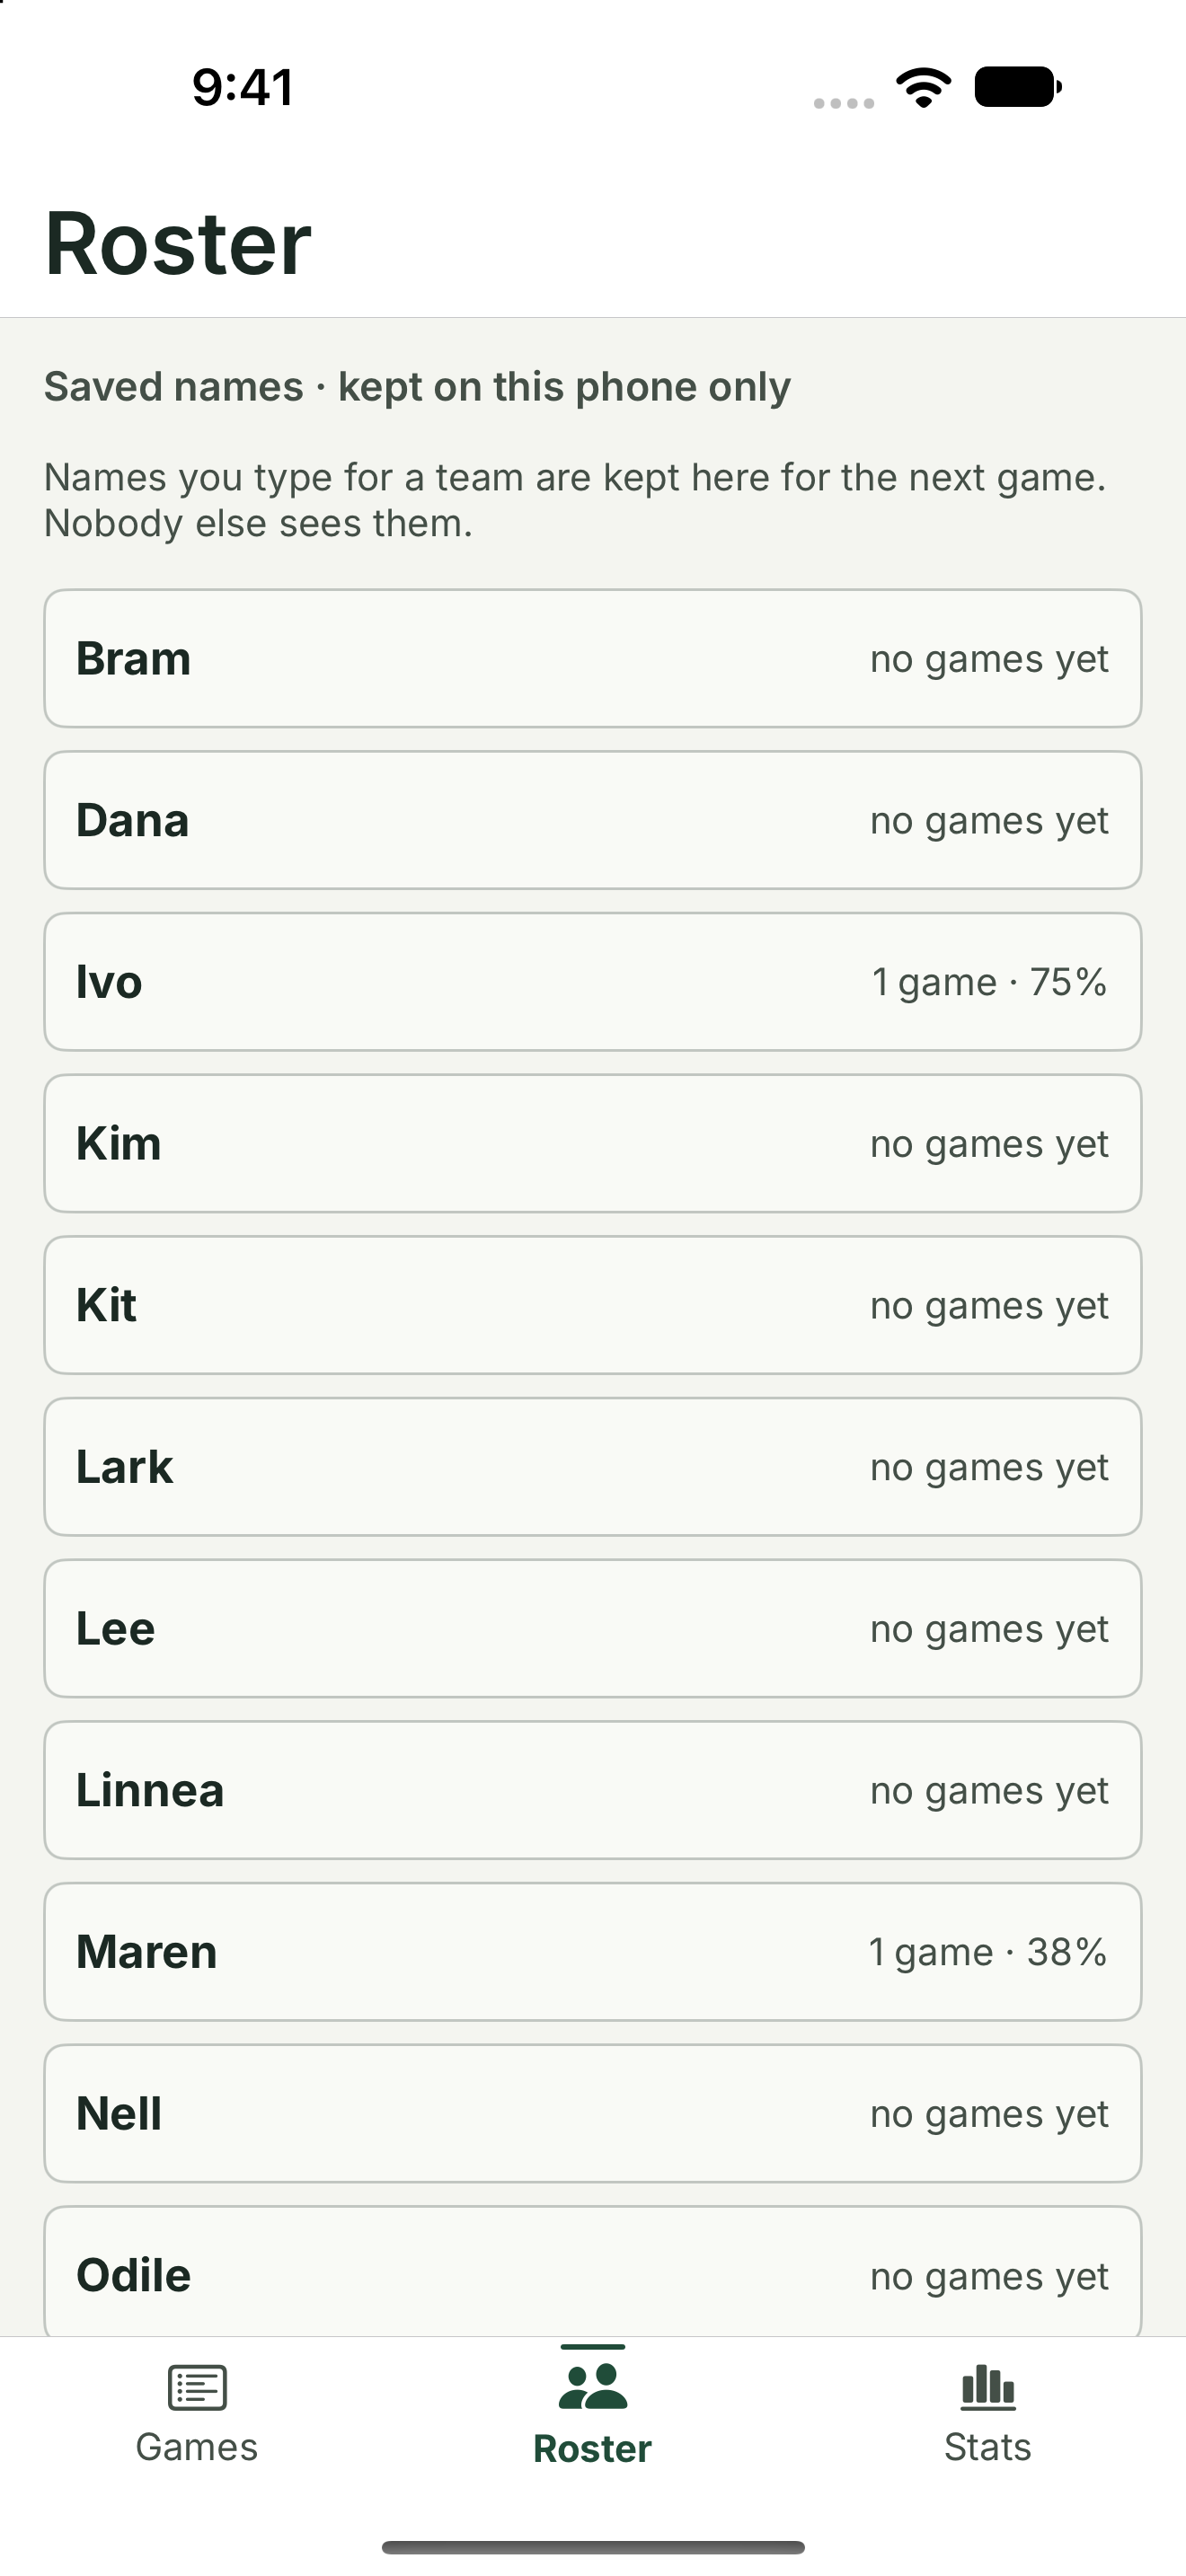 9:41
Roster
Saved names · kept on this phone only
Names you type for a team are kept here for the next game.
Nobody else sees them.
Bram no games yet
Dana no games yet
Ivo 1 game · 75%
Kim no games yet
Kit no games yet
Lark no games yet
Lee no games yet
Linnea no games yet
Maren 1 game · 38%
Nell no games yet
Odile no games yet
Games Roster Stats